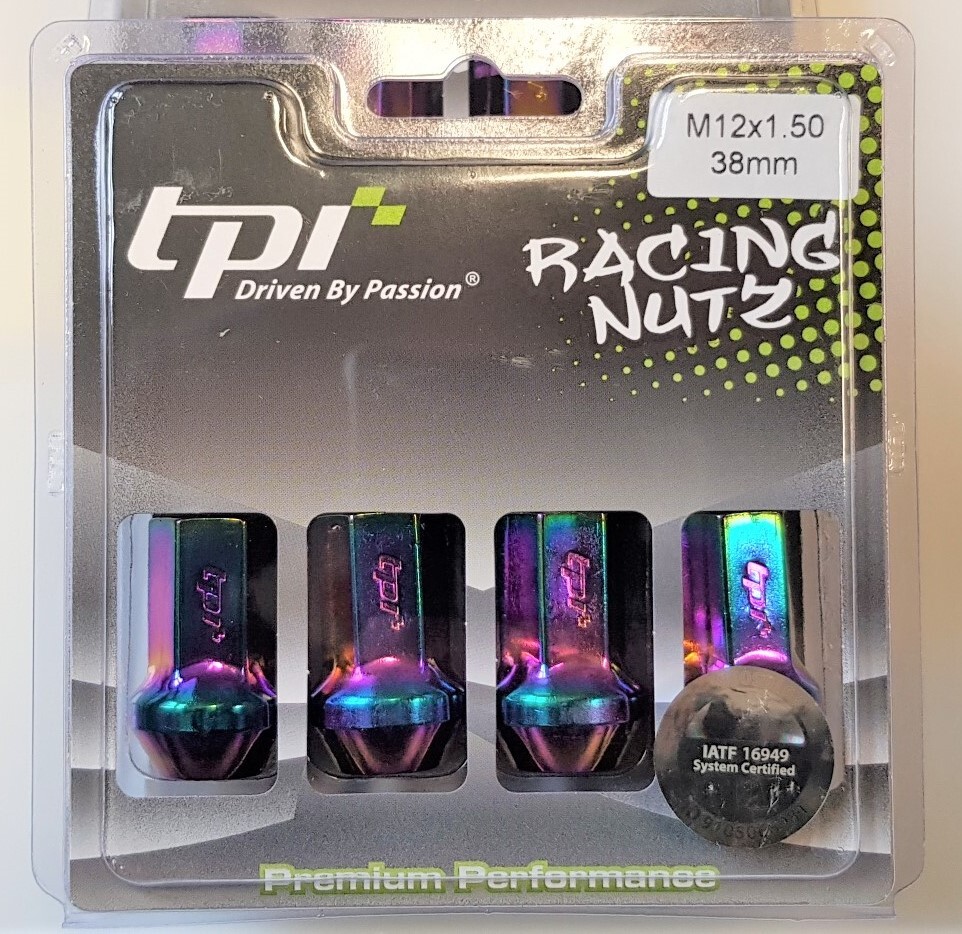 M12x1.50
38mm
tpi
Driven By Passion®
RACING
NUTZ
tpi
tpi
tpi
tpi
IATF 16949
System Certified
Premium Performance